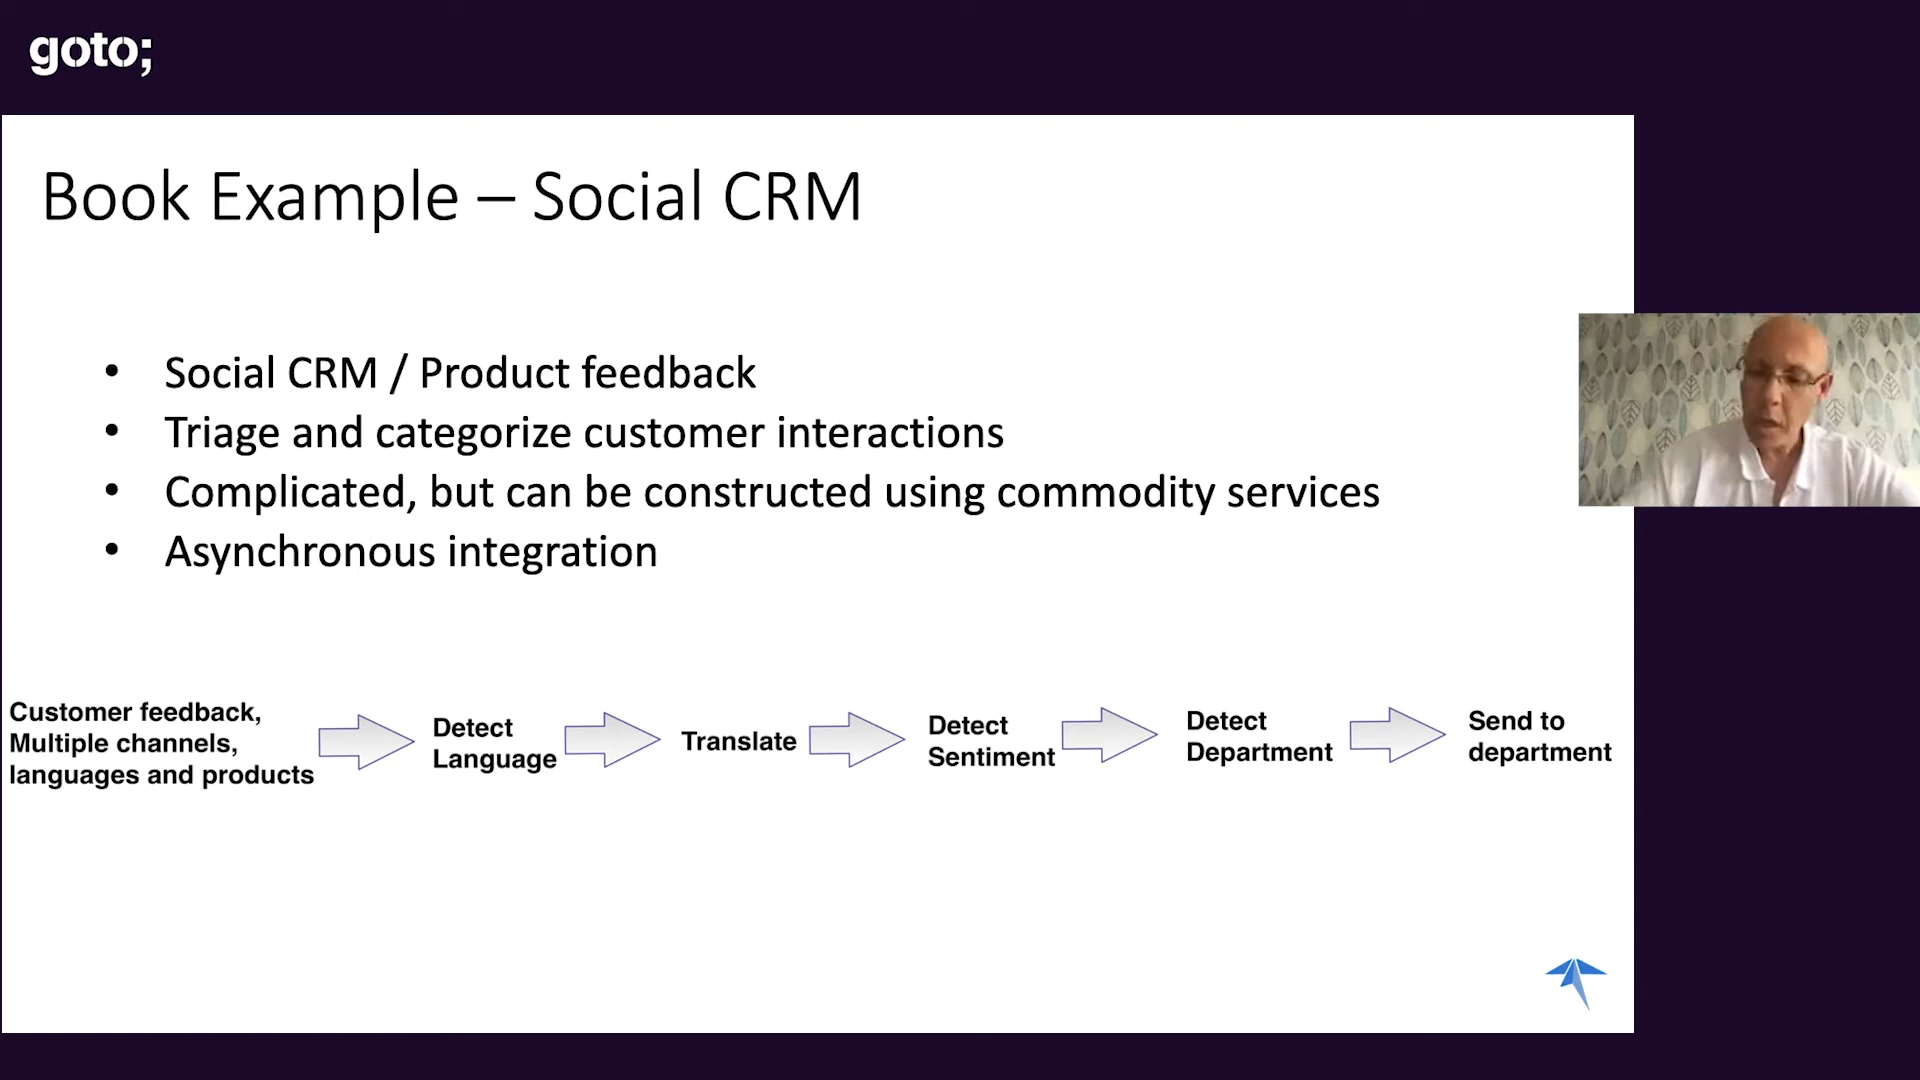 goto;
Book Example – Social CRM
• Social CRM / Product feedback
• Triage and categorize customer interactions
• Complicated, but can be constructed using commodity services
• Asynchronous integration
Customer feedback,
Multiple channels,
languages and products
Detect
Language
Translate
Detect
Sentiment
Detect
Department
Send to
department